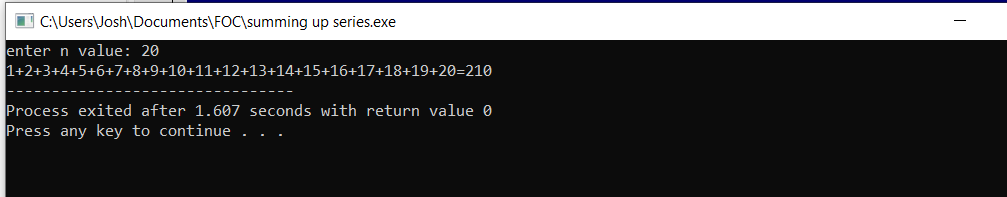 C:\Users\Josh\Documents\FOC\summing up series.exe
enter n value: 20
1+2+3+4+5+6+7+8+9+10+11+12+13+14+15+16+17+18+19+20=210
--------------------------------
Process exited after 1.607 seconds with return value 0
Press any key to continue . . .